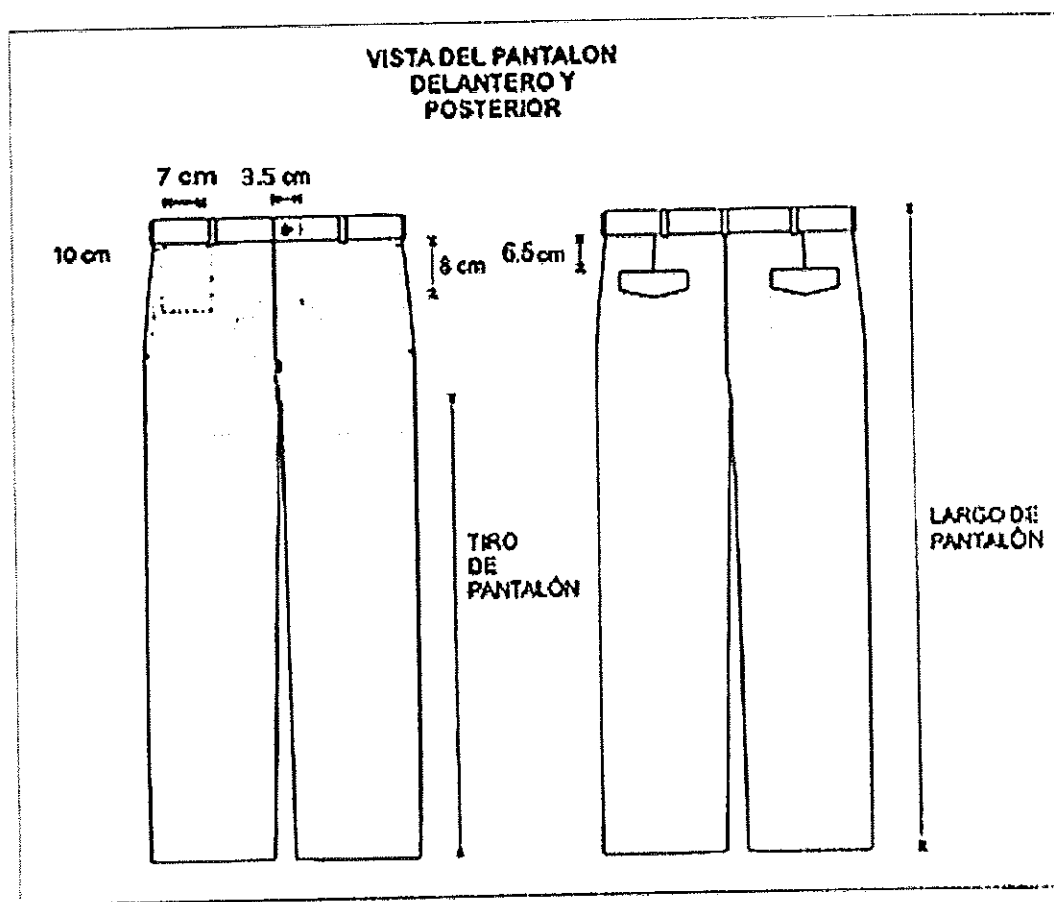 VISTA DEL PANTALON
DELANTERO Y
POSTERIOR
7 cm 3.5 cm
10 cm
8 cm
6,5 cm
TIRO
DE
PANTALÓN
LARGO DE
PANTALÓN